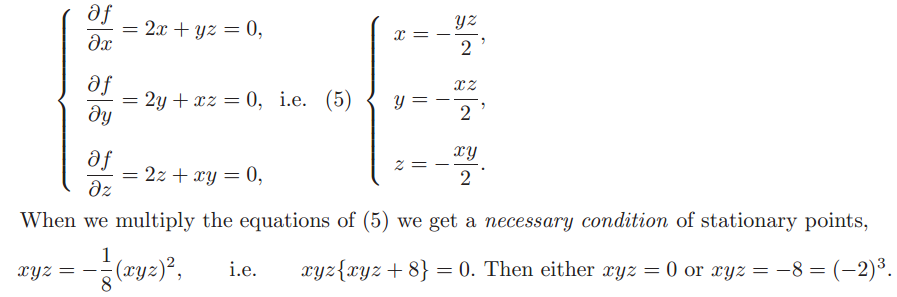 ∂f/∂x = 2x + yz = 0,
∂f/∂y = 2y + xz = 0, i.e. (5)
∂f/∂z = 2z + xy = 0,
x = −yz/2,
y = −xz/2,
z = −xy/2.
When we multiply the equations of (5) we get a necessary condition of stationary points,
xyz = −1/8(xyz)², i.e. xyz{xyz + 8} = 0. Then either xyz = 0 or xyz = −8 = (−2)³.